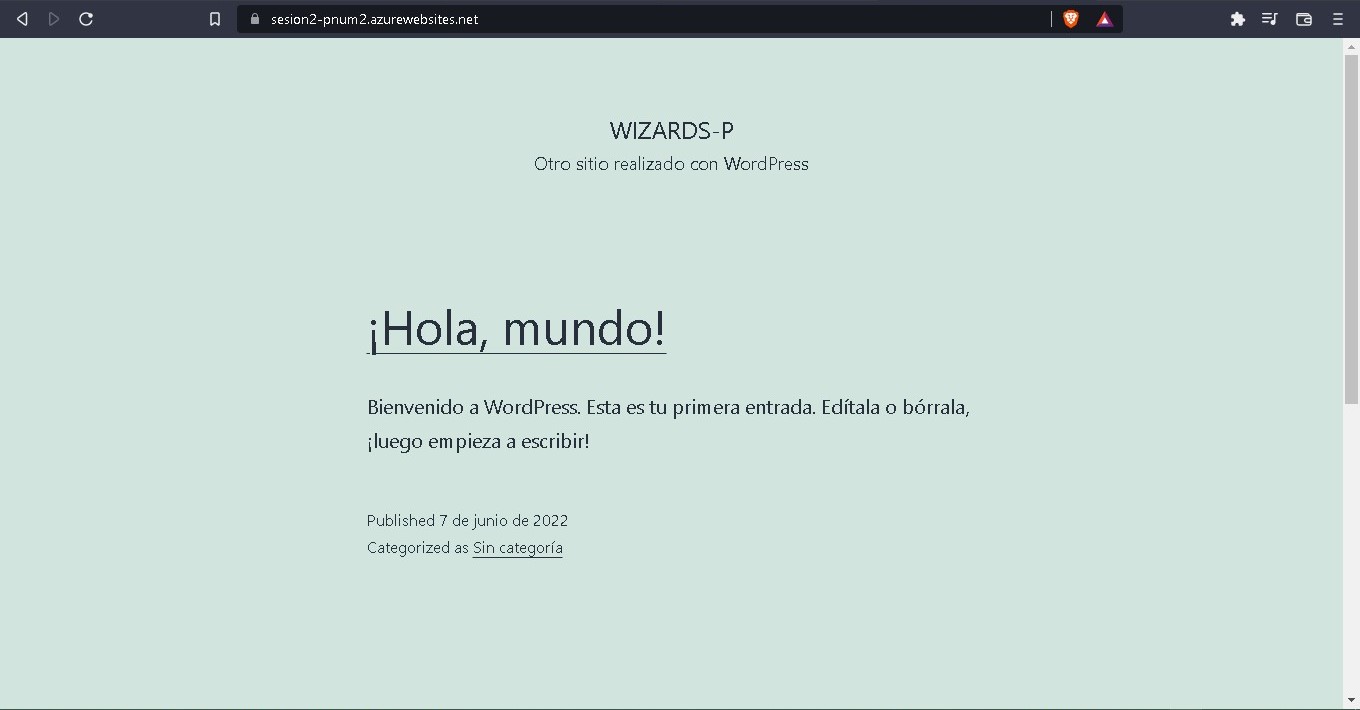 sesion2-pnum2.azurewebsites.net
WIZARDS-P
Otro sitio realizado con WordPress
¡Hola, mundo!
Bienvenido a WordPress. Esta es tu primera entrada. Edítala o bórrala,
¡luego empieza a escribir!
Published 7 de junio de 2022
Categorized as Sin categoría